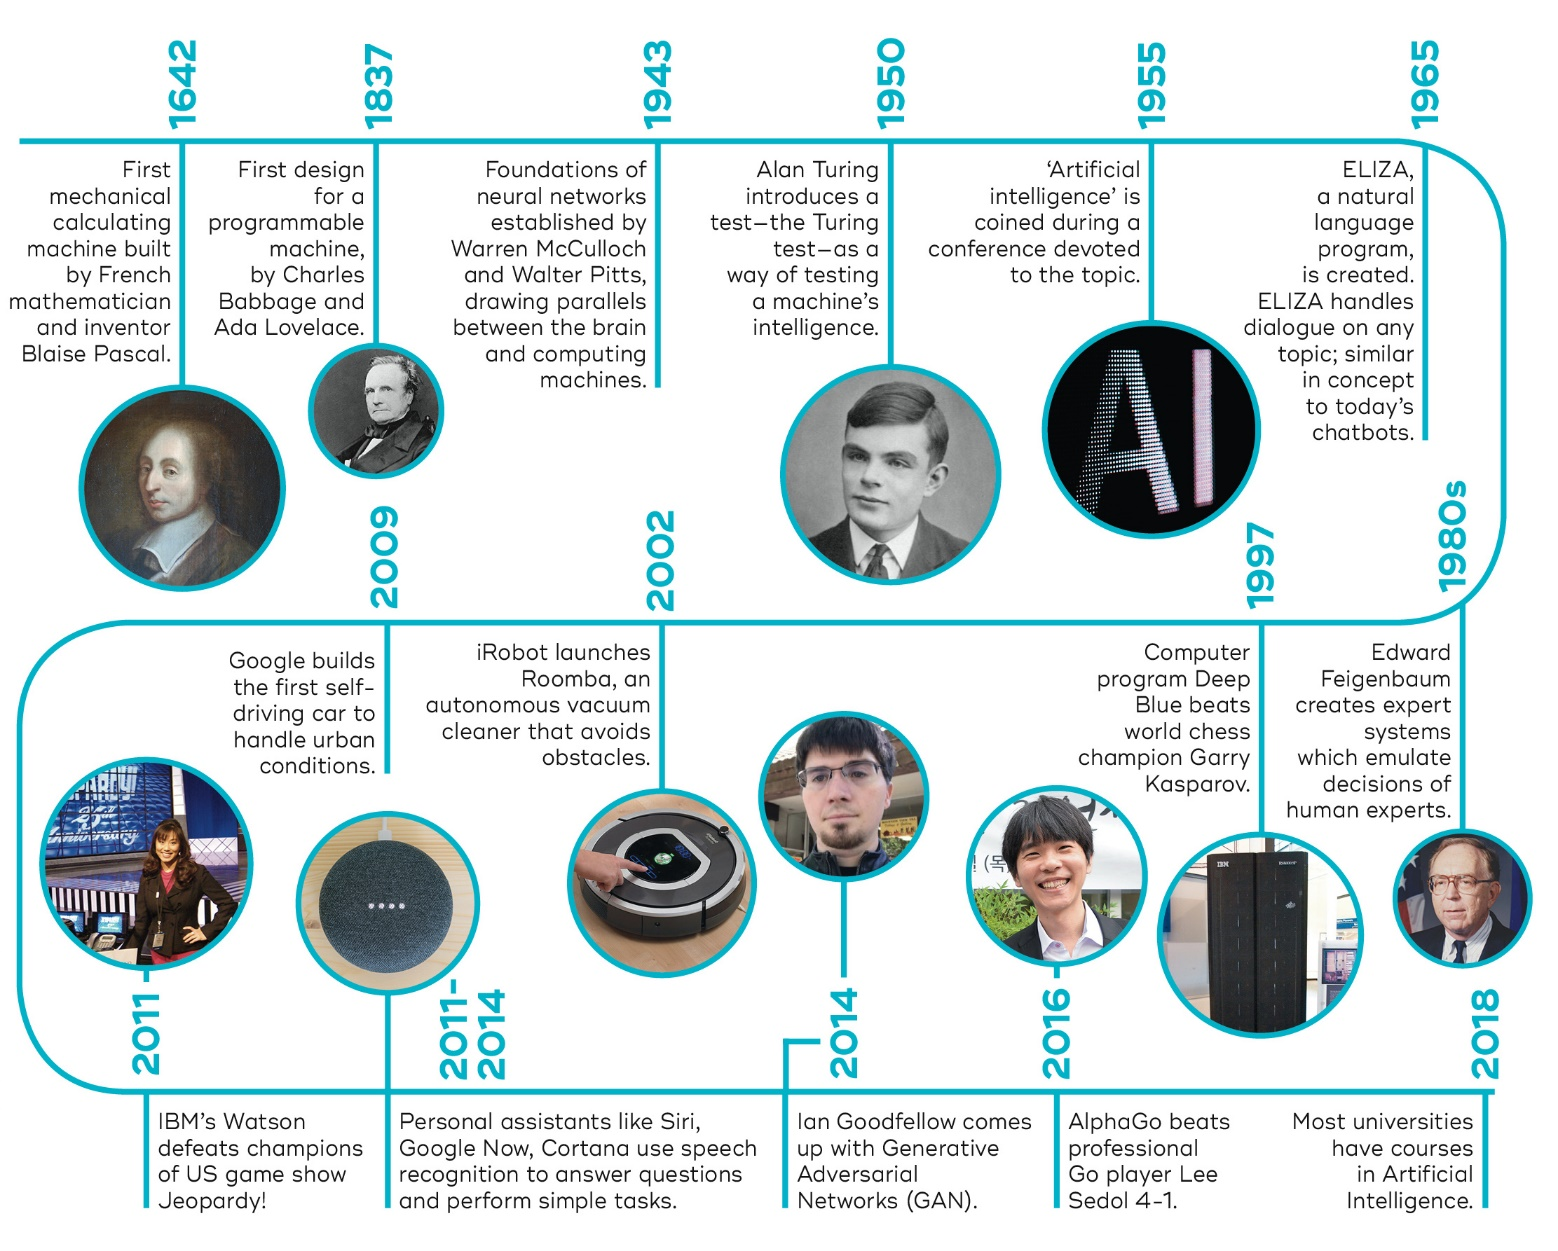 1642
First
mechanical
calculating
machine built
by French
mathematician
and inventor
Blaise Pascal.
1837
First design
for a
programmable
machine,
by Charles
Babbage and
Ada Lovelace.
1943
Foundations of
neural networks
established by
Warren McCulloch
and Walter Pitts,
drawing parallels
between the brain
and computing
machines.
1950
Alan Turing
introduces a
test—the Turing
test—as a
way of testing
a machine’s
intelligence.
1955
‘Artificial
intelligence’ is
coined during a
conference devoted
to the topic.
AI
1965
ELIZA,
a natural
language
program,
is created.
ELIZA handles
dialogue on any
topic; similar
in concept
to today’s
chatbots.
1980s
Edward
Feigenbaum
creates expert
systems
which emulate
decisions of
human experts.
1997
Computer
program Deep
Blue beats
world chess
champion Garry
Kasparov.
IBM
2002
iRobot launches
Roomba, an
autonomous vacuum
cleaner that avoids
obstacles.
2009
Google builds
the first self-
driving car to
handle urban
conditions.
2011
IBM’s Watson
defeats champions
of US game show
Jeopardy!
2011-
2014
Personal assistants like Siri,
Google Now, Cortana use speech
recognition to answer questions
and perform simple tasks.
2014
Ian Goodfellow comes
up with Generative
Adversarial
Networks (GAN).
2016
AlphaGo beats
professional
Go player Lee
Sedol 4-1.
2018
Most universities
have courses
in Artificial
Intelligence.